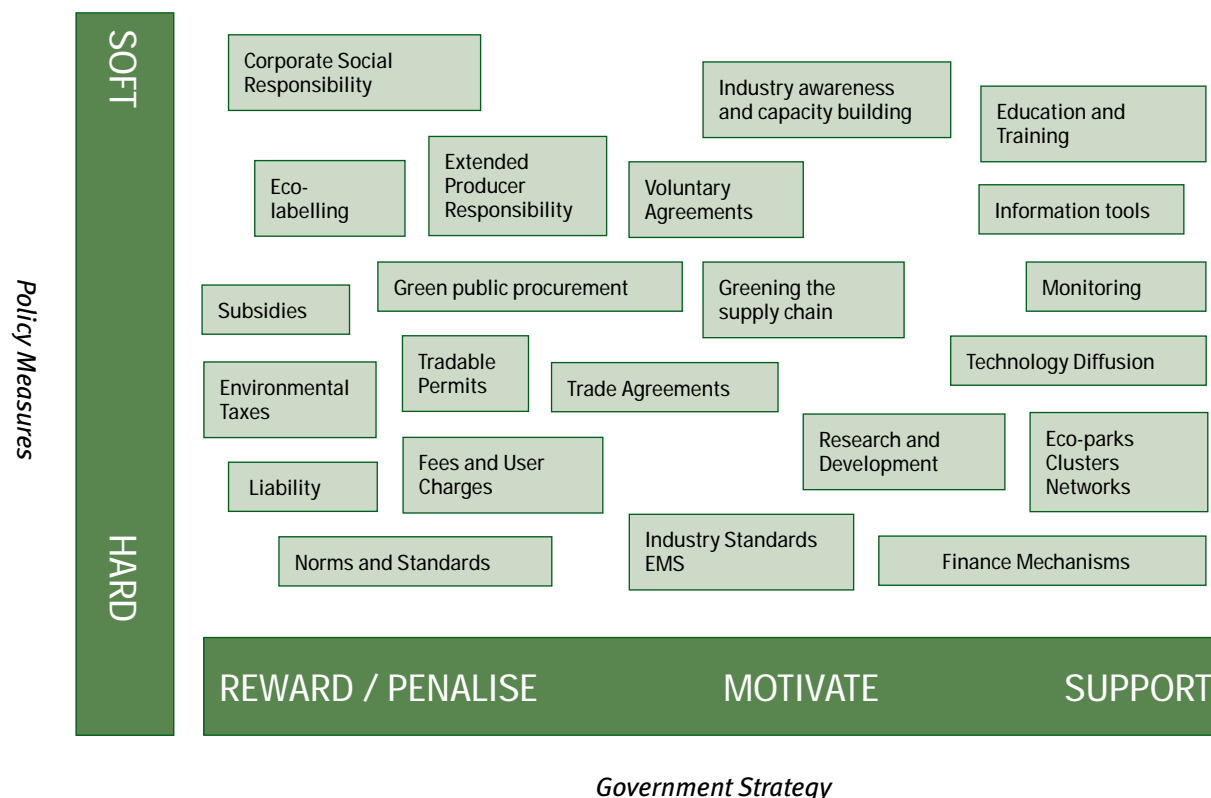 SOFT
Corporate Social
Responsibility
Industry awareness
and capacity building
Education and
Training
Eco-
labelling
Extended
Producer
Responsibility
Voluntary
Agreements
Information tools
Policy Measures
Subsidies
Green public procurement
Greening the
supply chain
Monitoring
Environmental
Taxes
Tradable
Permits
Trade Agreements
Technology Diffusion
Liability
Fees and User
Charges
Research and
Development
Eco-parks
Clusters
Networks
HARD
Norms and Standards
Industry Standards
EMS
Finance Mechanisms
REWARD / PENALISE
MOTIVATE
SUPPORT
Government Strategy